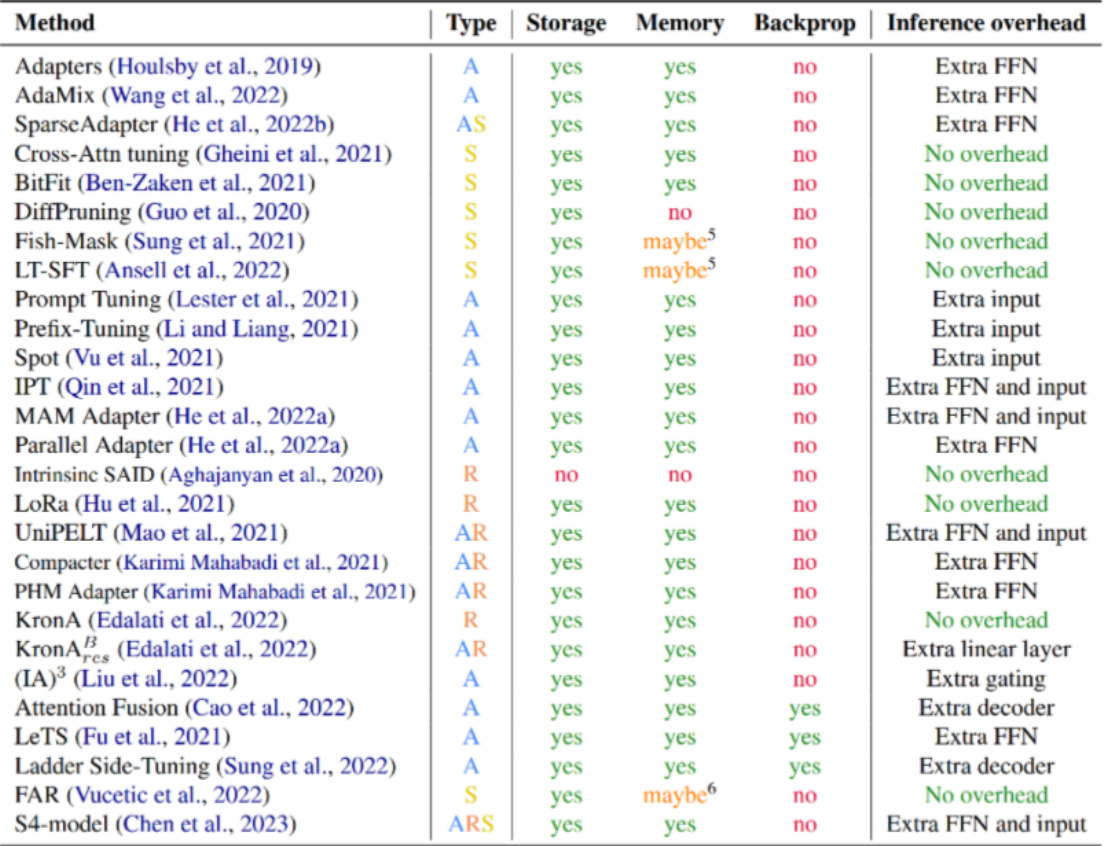 Method Type Storage Memory Backprop Inference overhead
Adapters (Houlsby et al., 2019) A yes yes no Extra FFN
AdaMix (Wang et al., 2022) A yes yes no Extra FFN
SparseAdapter (He et al., 2022b) AS yes yes no Extra FFN
Cross-Attn tuning (Gheini et al., 2021) S yes yes no No overhead
BitFit (Ben-Zaken et al., 2021) S yes yes no No overhead
DiffPruning (Guo et al., 2020) S yes no no No overhead
Fish-Mask (Sung et al., 2021) S yes maybe⁵ no No overhead
LT-SFT (Ansell et al., 2022) S yes maybe⁵ no No overhead
Prompt Tuning (Lester et al., 2021) A yes yes no Extra input
Prefix-Tuning (Li and Liang, 2021) A yes yes no Extra input
Spot (Vu et al., 2021) A yes yes no Extra input
IPT (Qin et al., 2021) A yes yes no Extra FFN and input
MAM Adapter (He et al., 2022a) A yes yes no Extra FFN and input
Parallel Adapter (He et al., 2022a) A yes yes no Extra FFN
Intrinsinc SAID (Aghajanyan et al., 2020) R no no no No overhead
LoRa (Hu et al., 2021) R yes yes no No overhead
UniPELT (Mao et al., 2021) AR yes yes no Extra FFN and input
Compacter (Karimi Mahabadi et al., 2021) AR yes yes no Extra FFN
PHM Adapter (Karimi Mahabadi et al., 2021) AR yes yes no Extra FFN
KronA (Edalati et al., 2022) R yes yes no No overhead
KronA^B_res (Edalati et al., 2022) AR yes yes no Extra linear layer
(IA)³ (Liu et al., 2022) A yes yes no Extra gating
Attention Fusion (Cao et al., 2022) A yes yes yes Extra decoder
LeTS (Fu et al., 2021) A yes yes yes Extra FFN
Ladder Side-Tuning (Sung et al., 2022) A yes yes yes Extra decoder
FAR (Vucetic et al., 2022) S yes maybe⁶ no No overhead
S4-model (Chen et al., 2023) ARS yes yes no Extra FFN and input